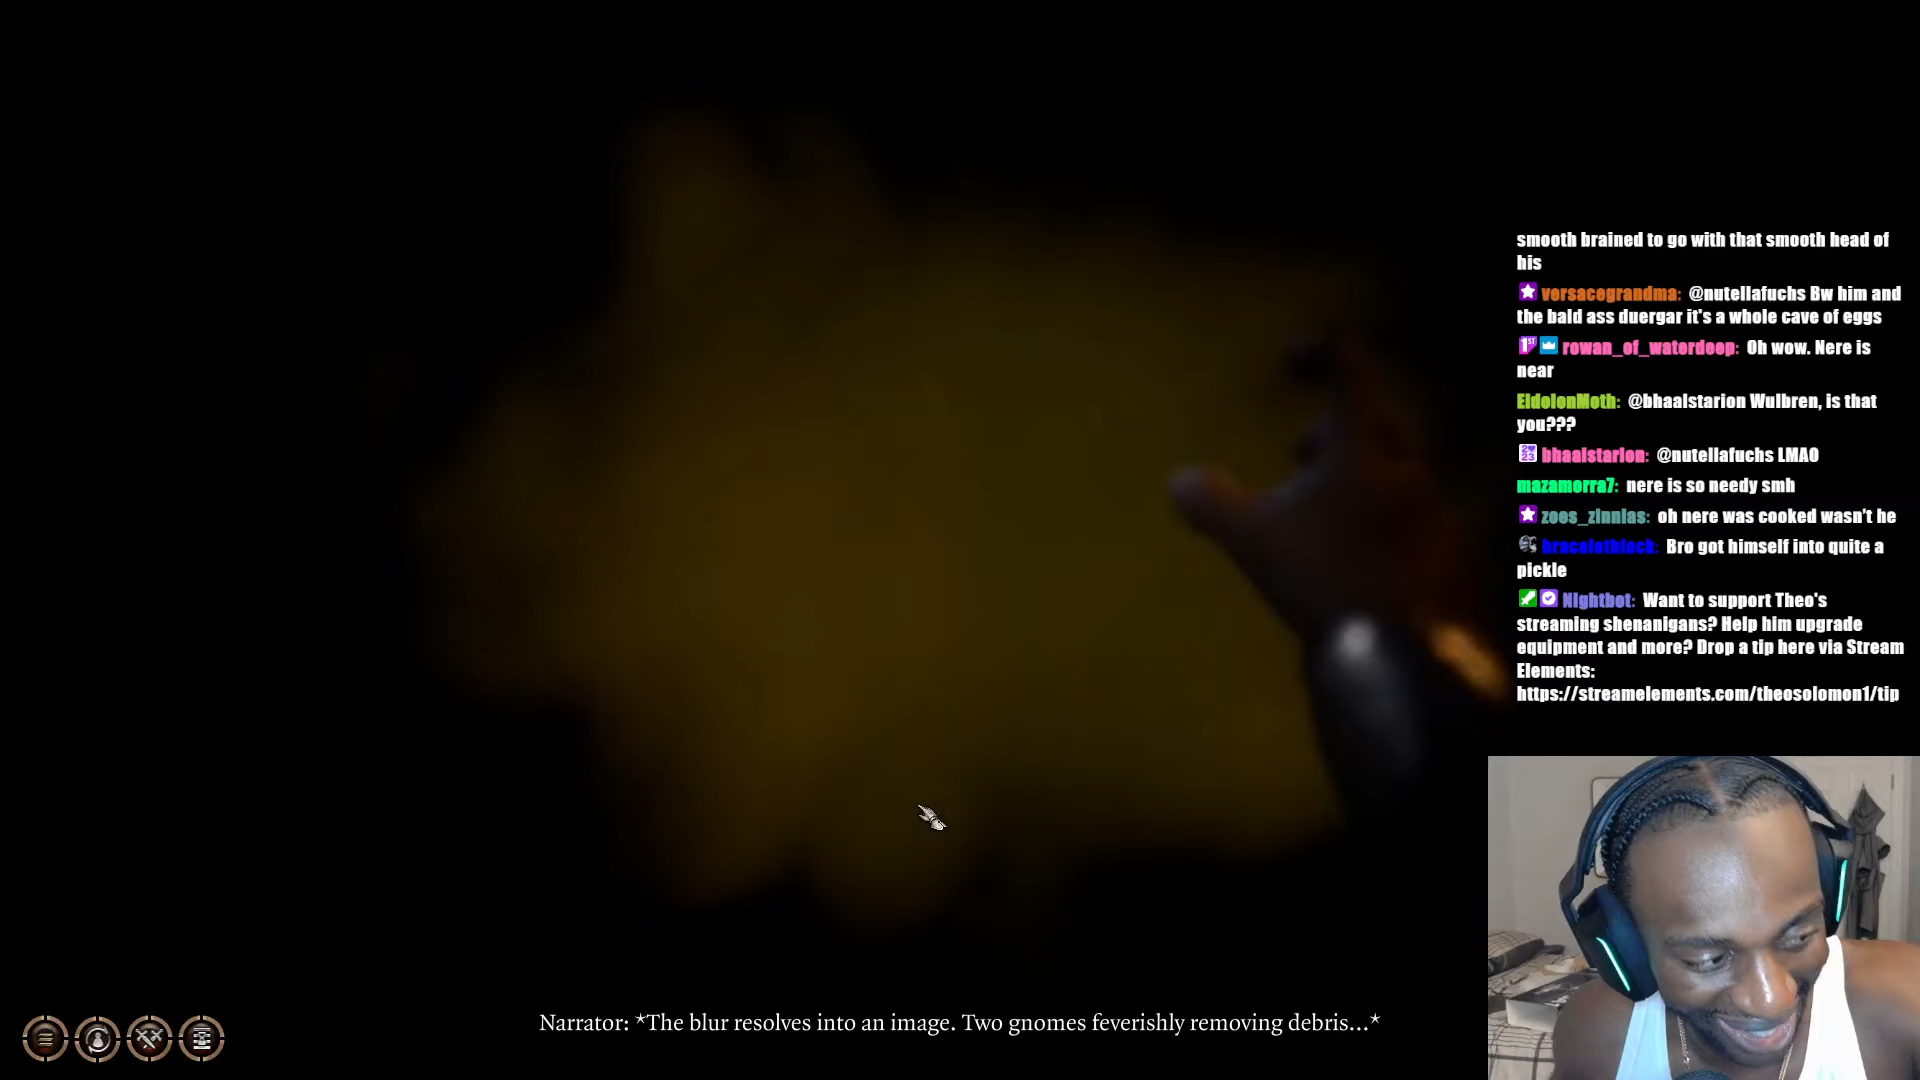 smooth brained to go with that smooth head of
his
versacegrandma: @nutellafuchs Bw him and
the bald ass duergar it's a whole cave of eggs
1ST rowan_of_waterdeep: Oh wow. Nere is
near
EidolonMoth: @bhaalstarion Wulbren, is that
you???
bhaalstarion: @nutellafuchs LMAO
mazamorra7: nere is so needy smh
zoes_zinnias: oh nere was cooked wasn't he
Bro got himself into quite a
pickle
Nightbot: Want to support Theo's
streaming shenanigans? Help him upgrade
equipment and more? Drop a tip here via Stream
Elements:
https://streamelements.com/theosolomon1/tip
Narrator: *The blur resolves into an image. Two gnomes feverishly removing debris...*